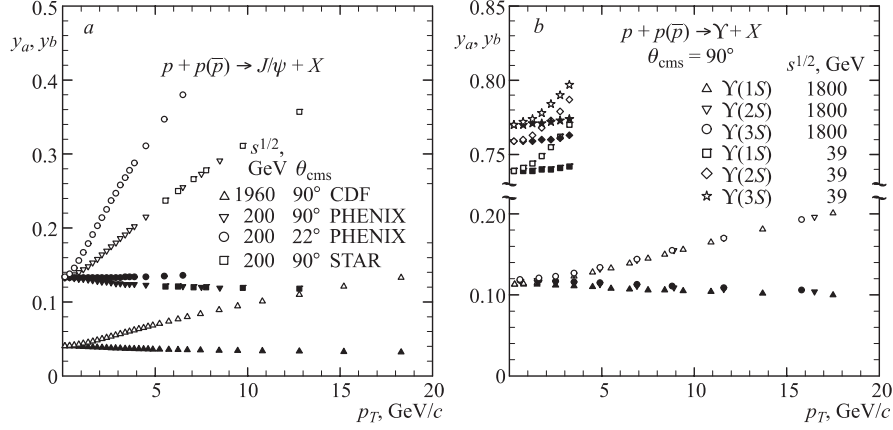 0.5
y_a, y_b
a
p + p(p̅) → J/ψ + X
0.4
0.3
s^{1/2},
GeV θ_cms
1960 90° CDF
200 90° PHENIX
200 22° PHENIX
200 90° STAR
0.2
0.1
0
5 10 15 20
p_T, GeV/c
0.85
y_a, y_b
b
p + p(p̅) → ϒ + X
θ_cms = 90°
s^{1/2}, GeV
ϒ(1S) 1800
ϒ(2S) 1800
ϒ(3S) 1800
ϒ(1S) 39
ϒ(2S) 39
ϒ(3S) 39
0.80
0.75
0.20
0.10
0
5 10 15 20
p_T, GeV/c